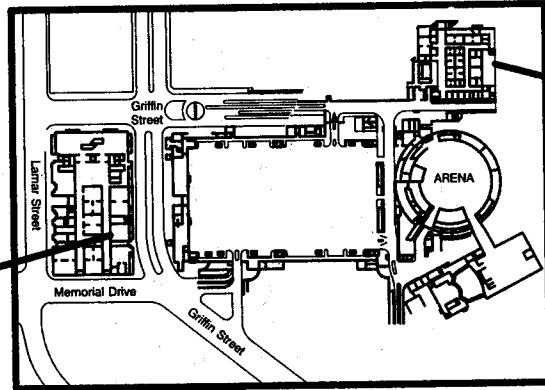 Griffin
Street
ARENA
Lamar Street
Memorial Drive
Griffin Street